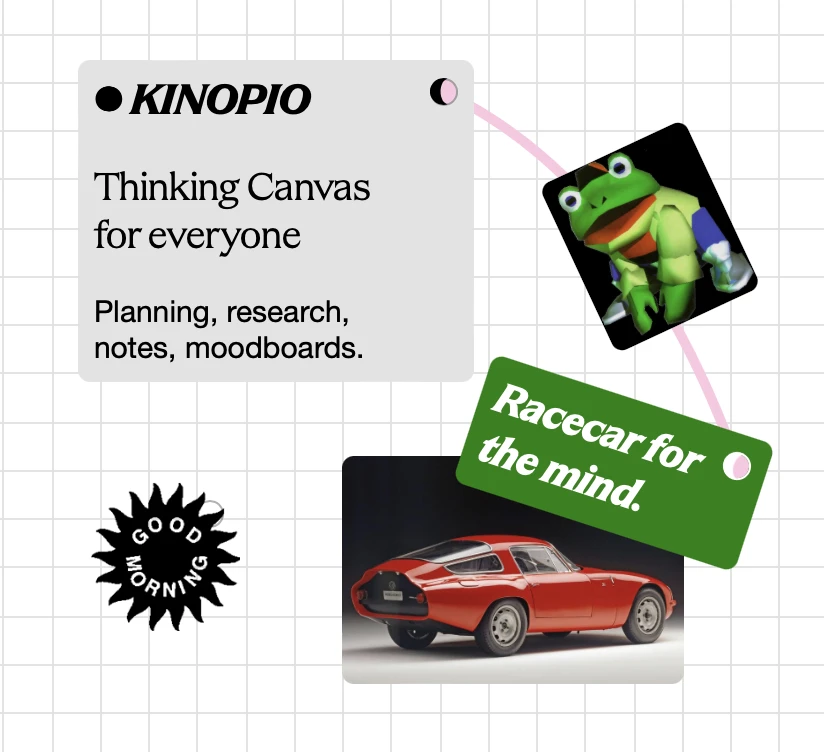 KINOPIO
Thinking Canvas
for everyone
Planning, research,
notes, moodboards.
Racecar for
the mind.
GOOD
MORNING